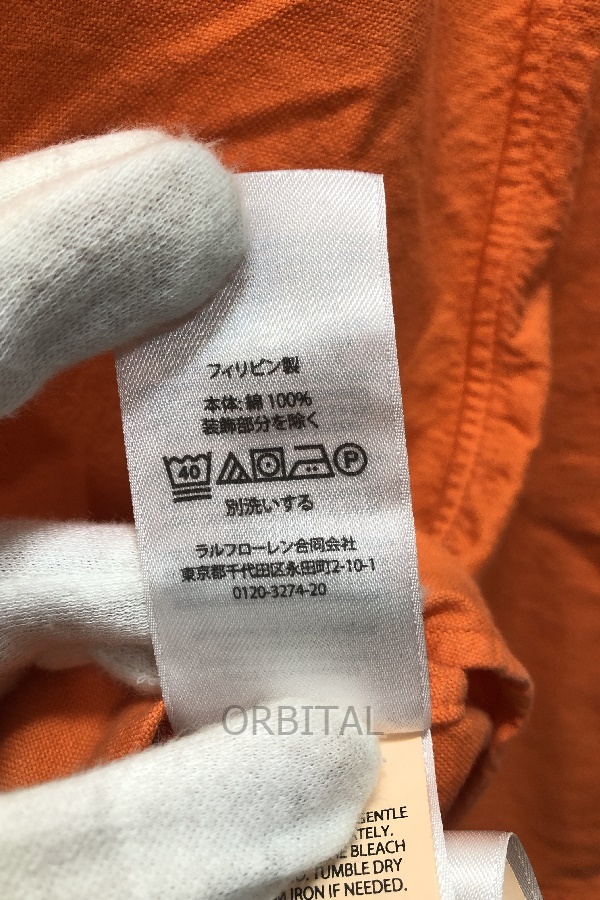 フィリピン製
本体; 綿 100%
装飾部分を除く
40 P
別洗いする
ラルフローレン合同会社
東京都千代田区永田町2-10-1
0120-3274-20
ORBITAL
GENTLE
BLEACH
TUMBLE DRY
IRON IF NEEDED.